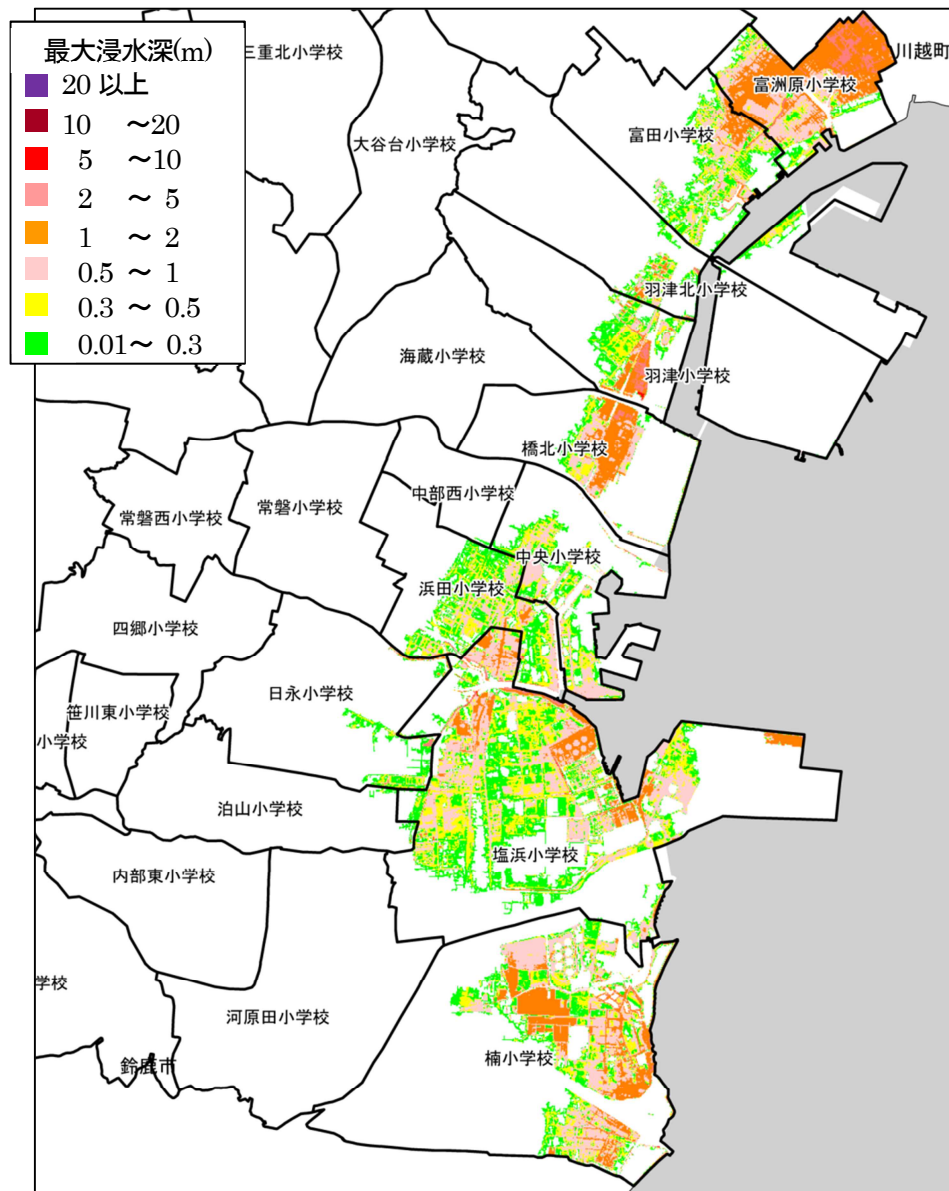 最大浸水深(m)
20 以上
10 ～20
5 ～10
2 ～ 5
1 ～ 2
0.5 ～ 1
0.3 ～ 0.5
0.01～ 0.3
三重北小学校
川越町
富洲原小学校
大谷台小学校
富田小学校
羽津北小学校
海蔵小学校
羽津小学校
橋北小学校
中部西小学校
常磐西小学校
常磐小学校
中央小学校
浜田小学校
四郷小学校
日永小学校
笹川東小学校
小学校
泊山小学校
塩浜小学校
内部東小学校
学校
河原田小学校
楠小学校
鈴鹿市